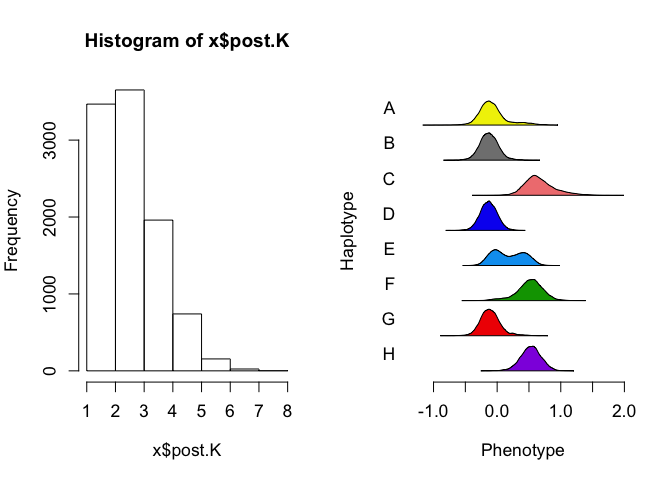 Histogram of x$post.K
Frequency
0
1000
2000
3000
1 2 3 4 5 6 7 8
x$post.K
Haplotype
A
B
C
D
E
F
G
H
-1.0 0.0 1.0 2.0
Phenotype